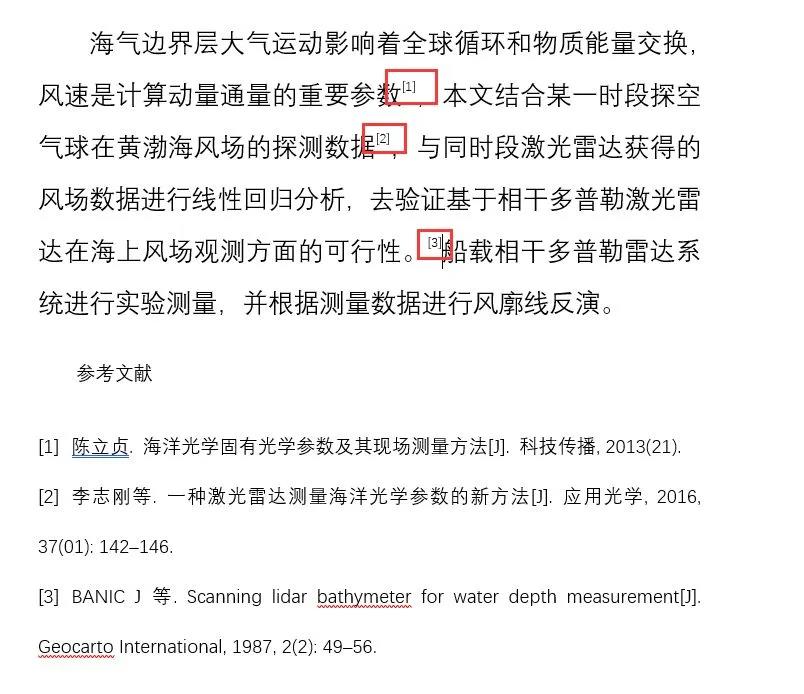 海气边界层大气运动影响着全球循环和物质能量交换，
风速是计算动量通量的重要参数[1]，本文结合某一时段探空
气球在黄渤海风场的探测数据[2]，与同时段激光雷达获得的
风场数据进行线性回归分析，去验证基于相干多普勒激光雷
达在海上风场观测方面的可行性。[3]船载相干多普勒雷达系
统进行实验测量，并根据测量数据进行风廓线反演。
参考文献
[1] 陈立贞. 海洋光学固有光学参数及其现场测量方法[J]. 科技传播, 2013(21).
[2] 李志刚等. 一种激光雷达测量海洋光学参数的新方法[J]. 应用光学, 2016,
37(01): 142–146.
[3] BANIC J 等. Scanning lidar bathymeter for water depth measurement[J].
Geocarto International, 1987, 2(2): 49–56.